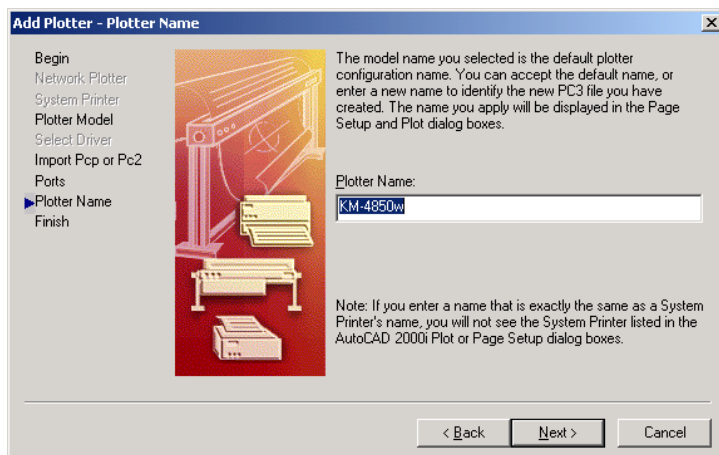 Add Plotter - Plotter Name
Begin
Network Plotter
System Printer
Plotter Model
Select Driver
Import Pcp or Pc2
Ports
Plotter Name
Finish
The model name you selected is the default plotter
configuration name. You can accept the default name, or
enter a new name to identify the new PC3 file you have
created. The name you apply will be displayed in the Page
Setup and Plot dialog boxes.
Plotter Name:
KM-4850w
Note: If you enter a name that is exactly the same as a System
Printer's name, you will not see the System Printer listed in the
AutoCAD 2000i Plot or Page Setup dialog boxes.
< Back
Next >
Cancel